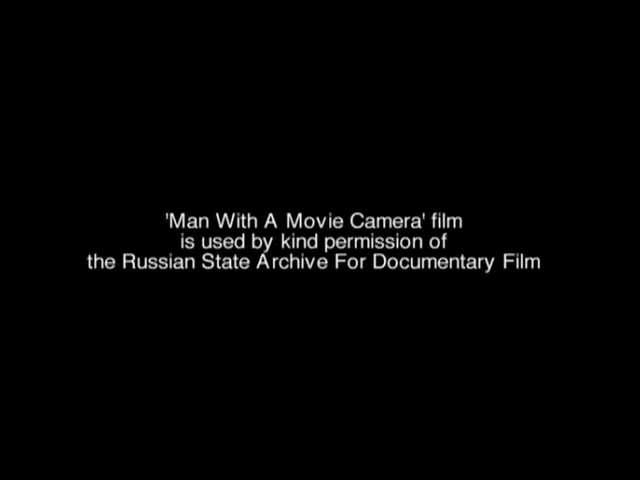 'Man With A Movie Camera' film
is used by kind permission of
the Russian State Archive For Documentary Film